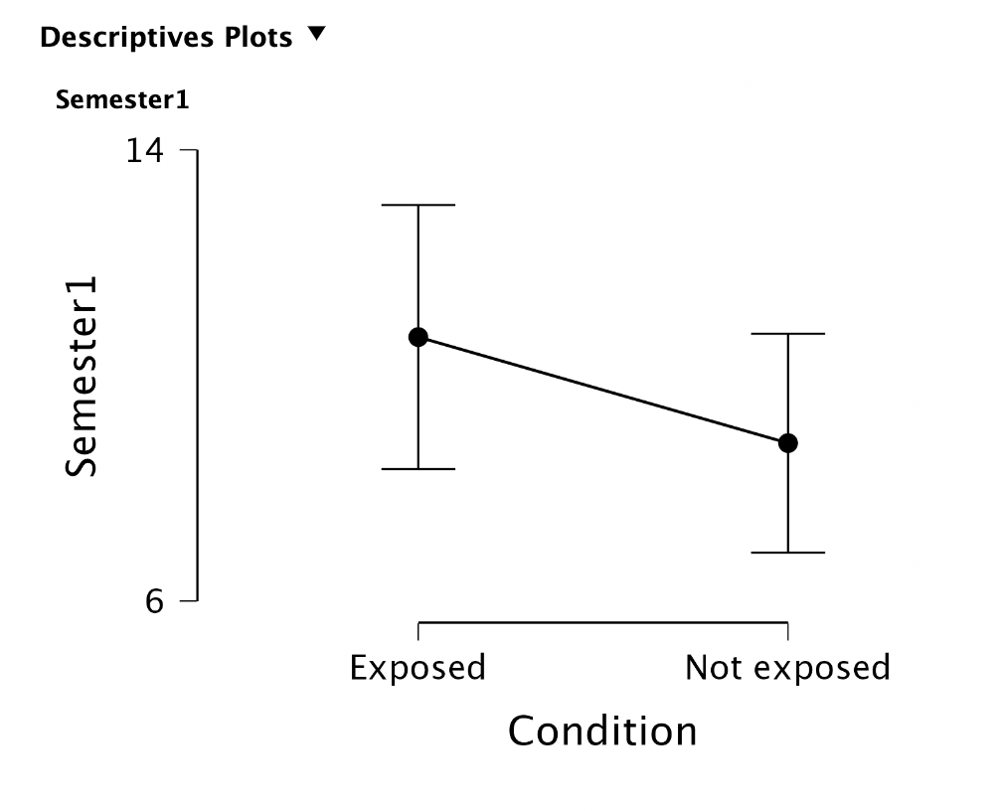 Descriptives Plots ▼
Semester1
14
Semester1
6
Exposed Not exposed
Condition